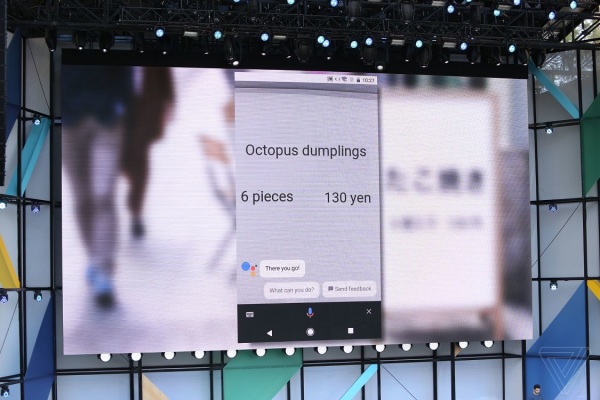 10:23
Octopus dumplings
6 pieces 130 yen
たこ焼き
There you go!
What can you do?
Send feedback